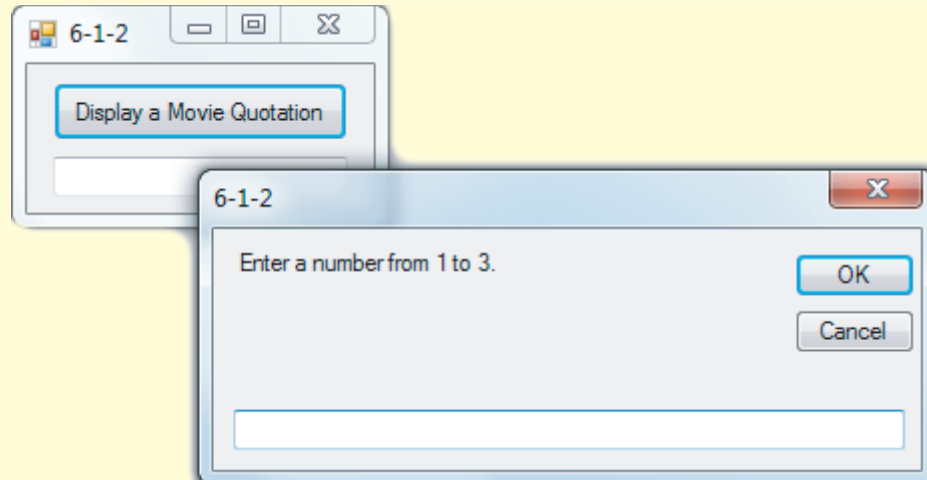 6-1-2
Display a Movie Quotation
6-1-2
Enter a number from 1 to 3.
OK
Cancel